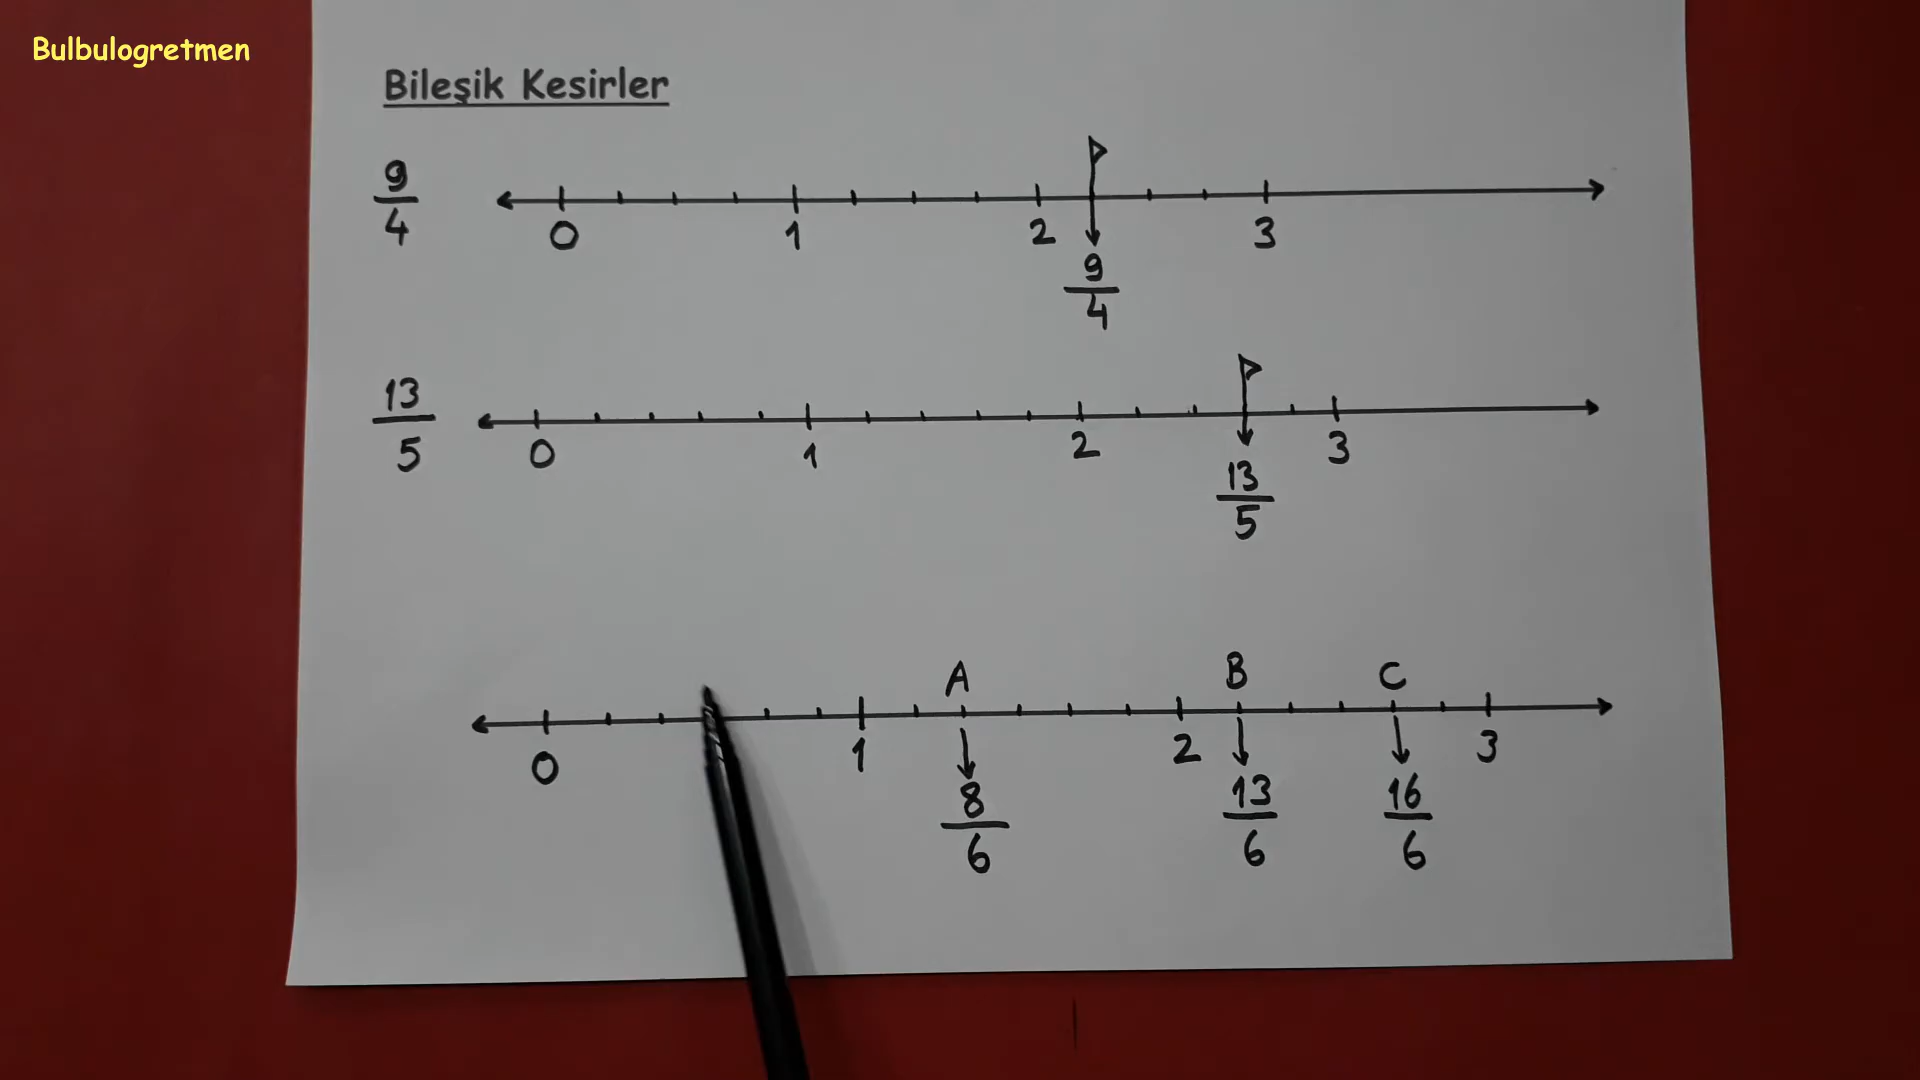 Bulbulogretmen
Bileşik Kesirler
9/4
0 1 2 3
9/4
13/5
0 1 2 3
13/5
A B C
0 1 2 3
8/6 13/6 16/6